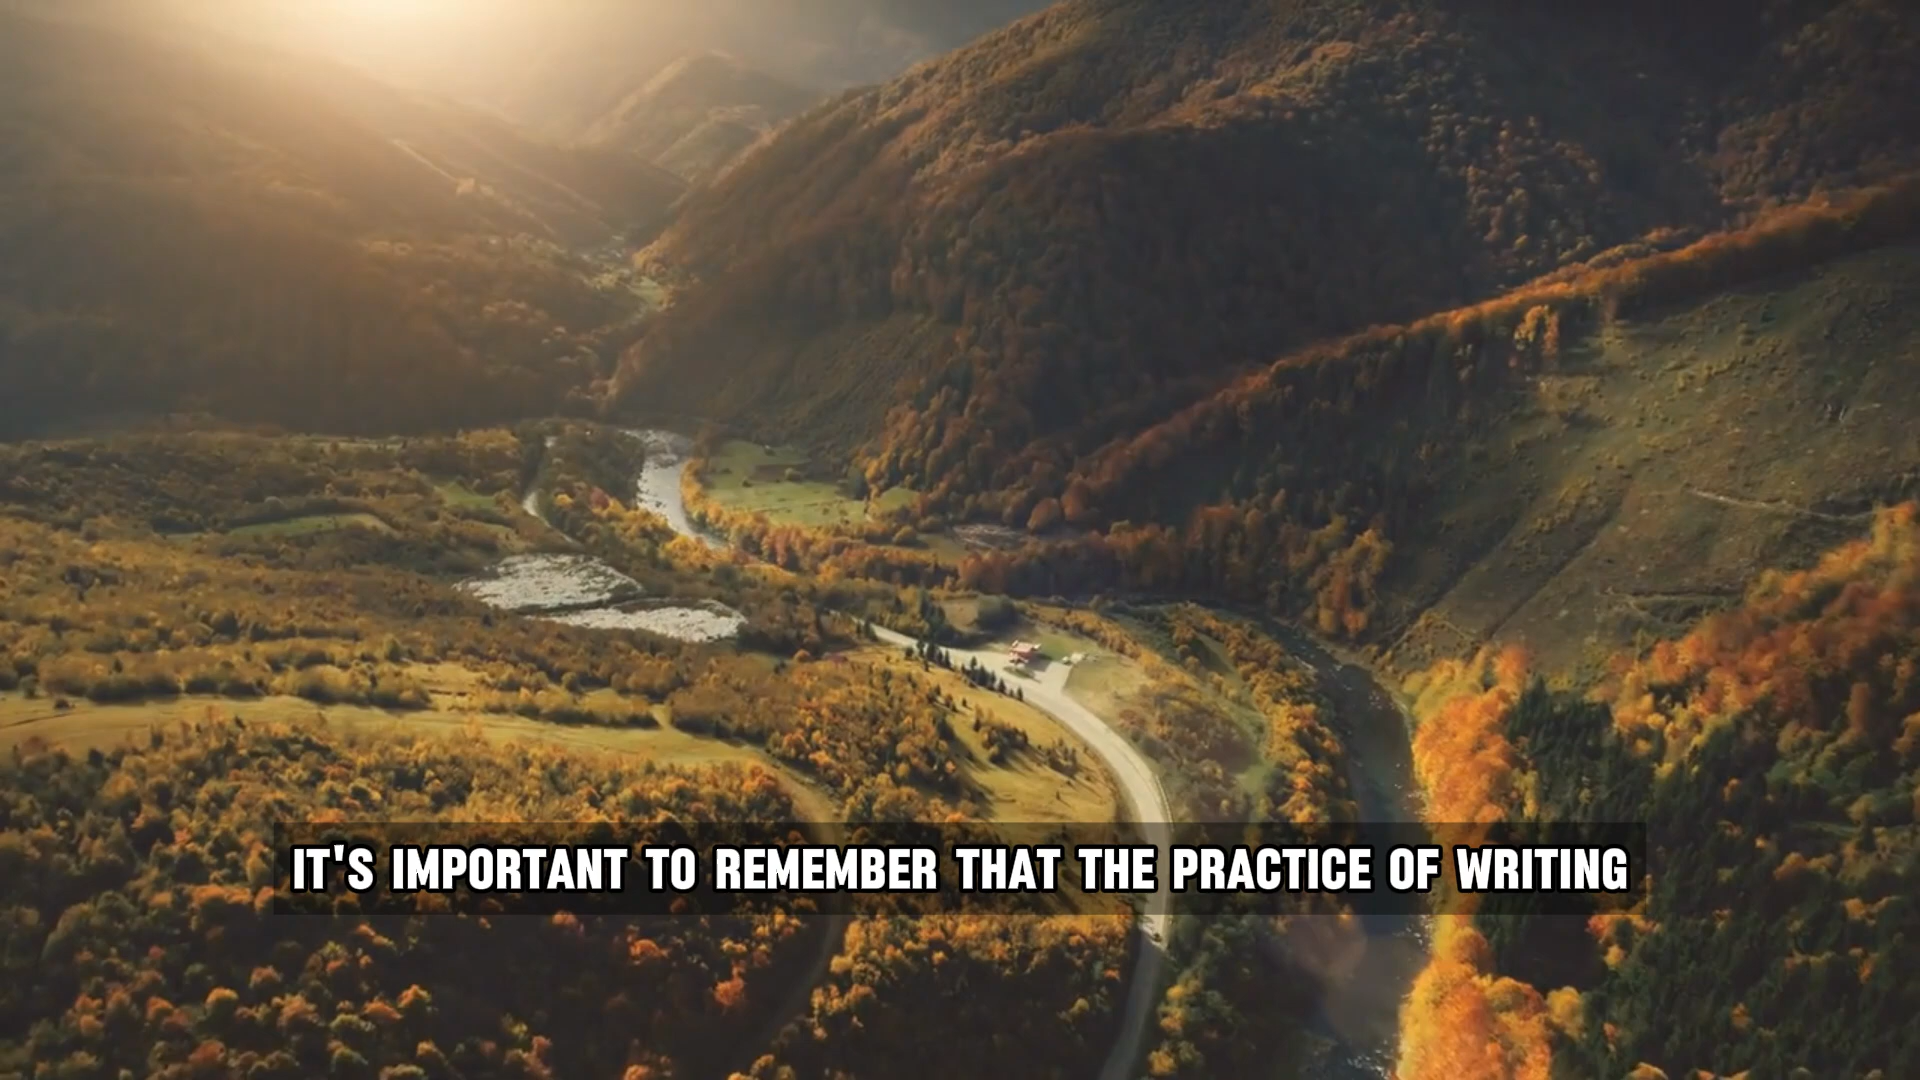 IT'S IMPORTANT TO REMEMBER THAT THE PRACTICE OF WRITING